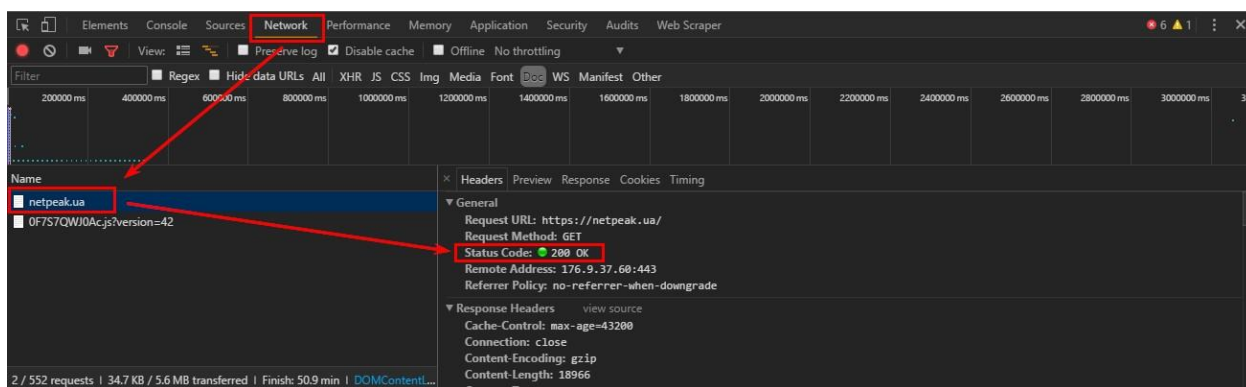 Elements Console Sources Network Performance Memory Application Security Audits Web Scraper 6 1
View: Preserve log Disable cache Offline No throttling
Filter Regex Hide data URLs All XHR JS CSS Img Media Font Doc WS Manifest Other
200000 ms 400000 ms 600000 ms 800000 ms 1000000 ms 1200000 ms 1400000 ms 1600000 ms 1800000 ms 2000000 ms 2200000 ms 2400000 ms 2600000 ms 2800000 ms 3000000 ms 3
Name
netpeak.ua
0F7S7QWJ0Ac.js?version=42
2 / 552 requests | 34.7 KB / 5.6 MB transferred | Finish: 50.9 min | DOMContentL...
× Headers Preview Response Cookies Timing
General
Request URL: https://netpeak.ua/
Request Method: GET
Status Code: 200 OK
Remote Address: 176.9.37.60:443
Referrer Policy: no-referrer-when-downgrade
Response Headers view source
Cache-Control: max-age=43200
Connection: close
Content-Encoding: gzip
Content-Length: 18966